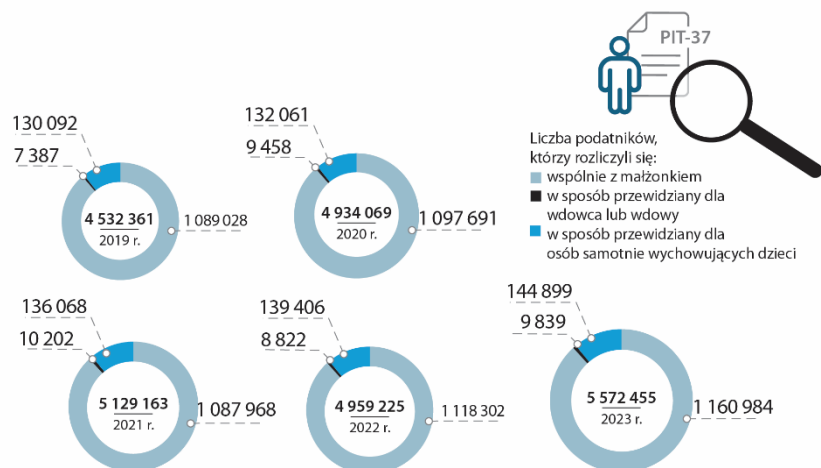 PIT-37
Liczba podatników,
którzy rozliczyli się:
wspólnie z małżonkiem
w sposób przewidziany dla
wdowca lub wdowy
w sposób przewidziany dla
osób samotnie wychowujących dzieci
130 092
7 387
4 532 361
2019 r.
1 089 028
132 061
9 458
4 934 069
2020 r.
1 097 691
136 068
10 202
5 129 163
2021 r.
1 087 968
139 406
8 822
4 959 225
2022 r.
1 118 302
144 899
9 839
5 572 455
2023 r.
1 160 984